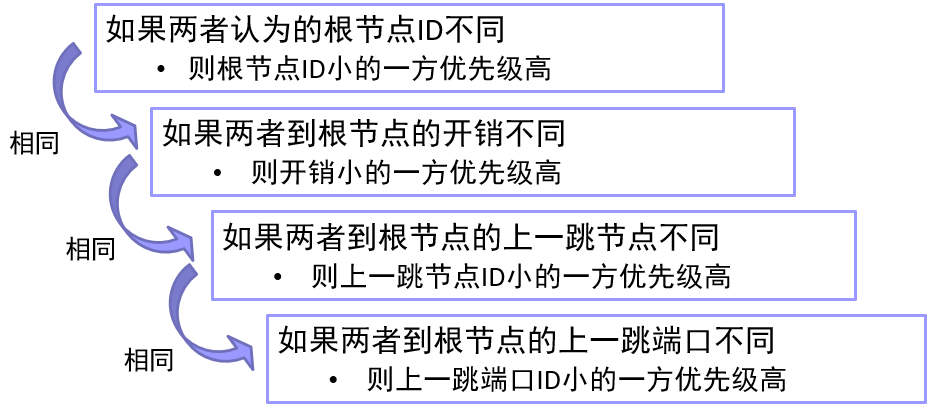 如果两者认为的根节点ID不同
• 则根节点ID小的一方优先级高
相同
如果两者到根节点的开销不同
• 则开销小的一方优先级高
相同
如果两者到根节点的上一跳节点不同
• 则上一跳节点ID小的一方优先级高
相同
如果两者到根节点的上一跳端口不同
• 则上一跳端口ID小的一方优先级高